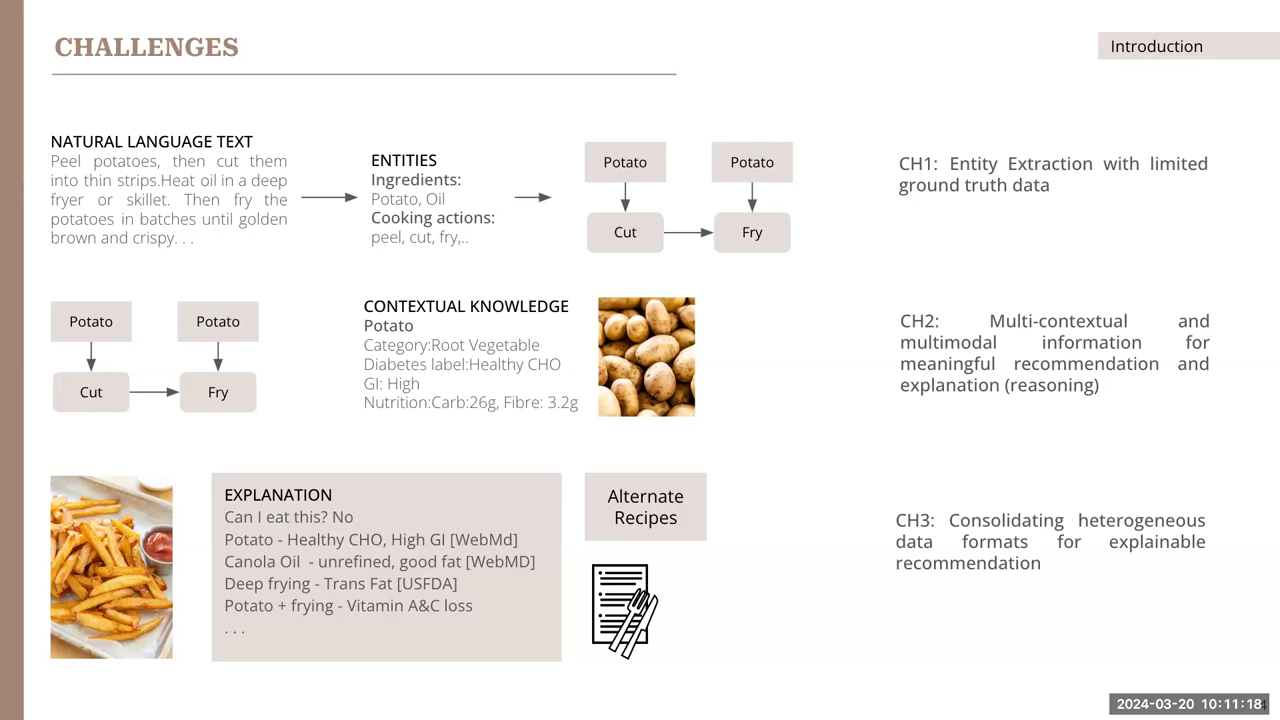 CHALLENGES
Introduction
NATURAL LANGUAGE TEXT
Peel potatoes, then cut them
into thin strips.Heat oil in a deep
fryer or skillet. Then fry the
potatoes in batches until golden
brown and crispy. . .
ENTITIES
Ingredients:
Potato, Oil
Cooking actions:
peel, cut, fry,..
Potato
Potato
Cut
Fry
CH1: Entity Extraction with limited
ground truth data
Potato
Potato
Cut
Fry
CONTEXTUAL KNOWLEDGE
Potato
Category:Root Vegetable
Diabetes label:Healthy CHO
GI: High
Nutrition:Carb:26g, Fibre: 3.2g
CH2: Multi-contextual and
multimodal information for
meaningful recommendation and
explanation (reasoning)
EXPLANATION
Can I eat this? No
Potato - Healthy CHO, High GI [WebMd]
Canola Oil - unrefined, good fat [WebMD]
Deep frying - Trans Fat [USFDA]
Potato + frying - Vitamin A&C loss
. . .
Alternate
Recipes
CH3: Consolidating heterogeneous
data formats for explainable
recommendation
2024-03-20 10:11:18